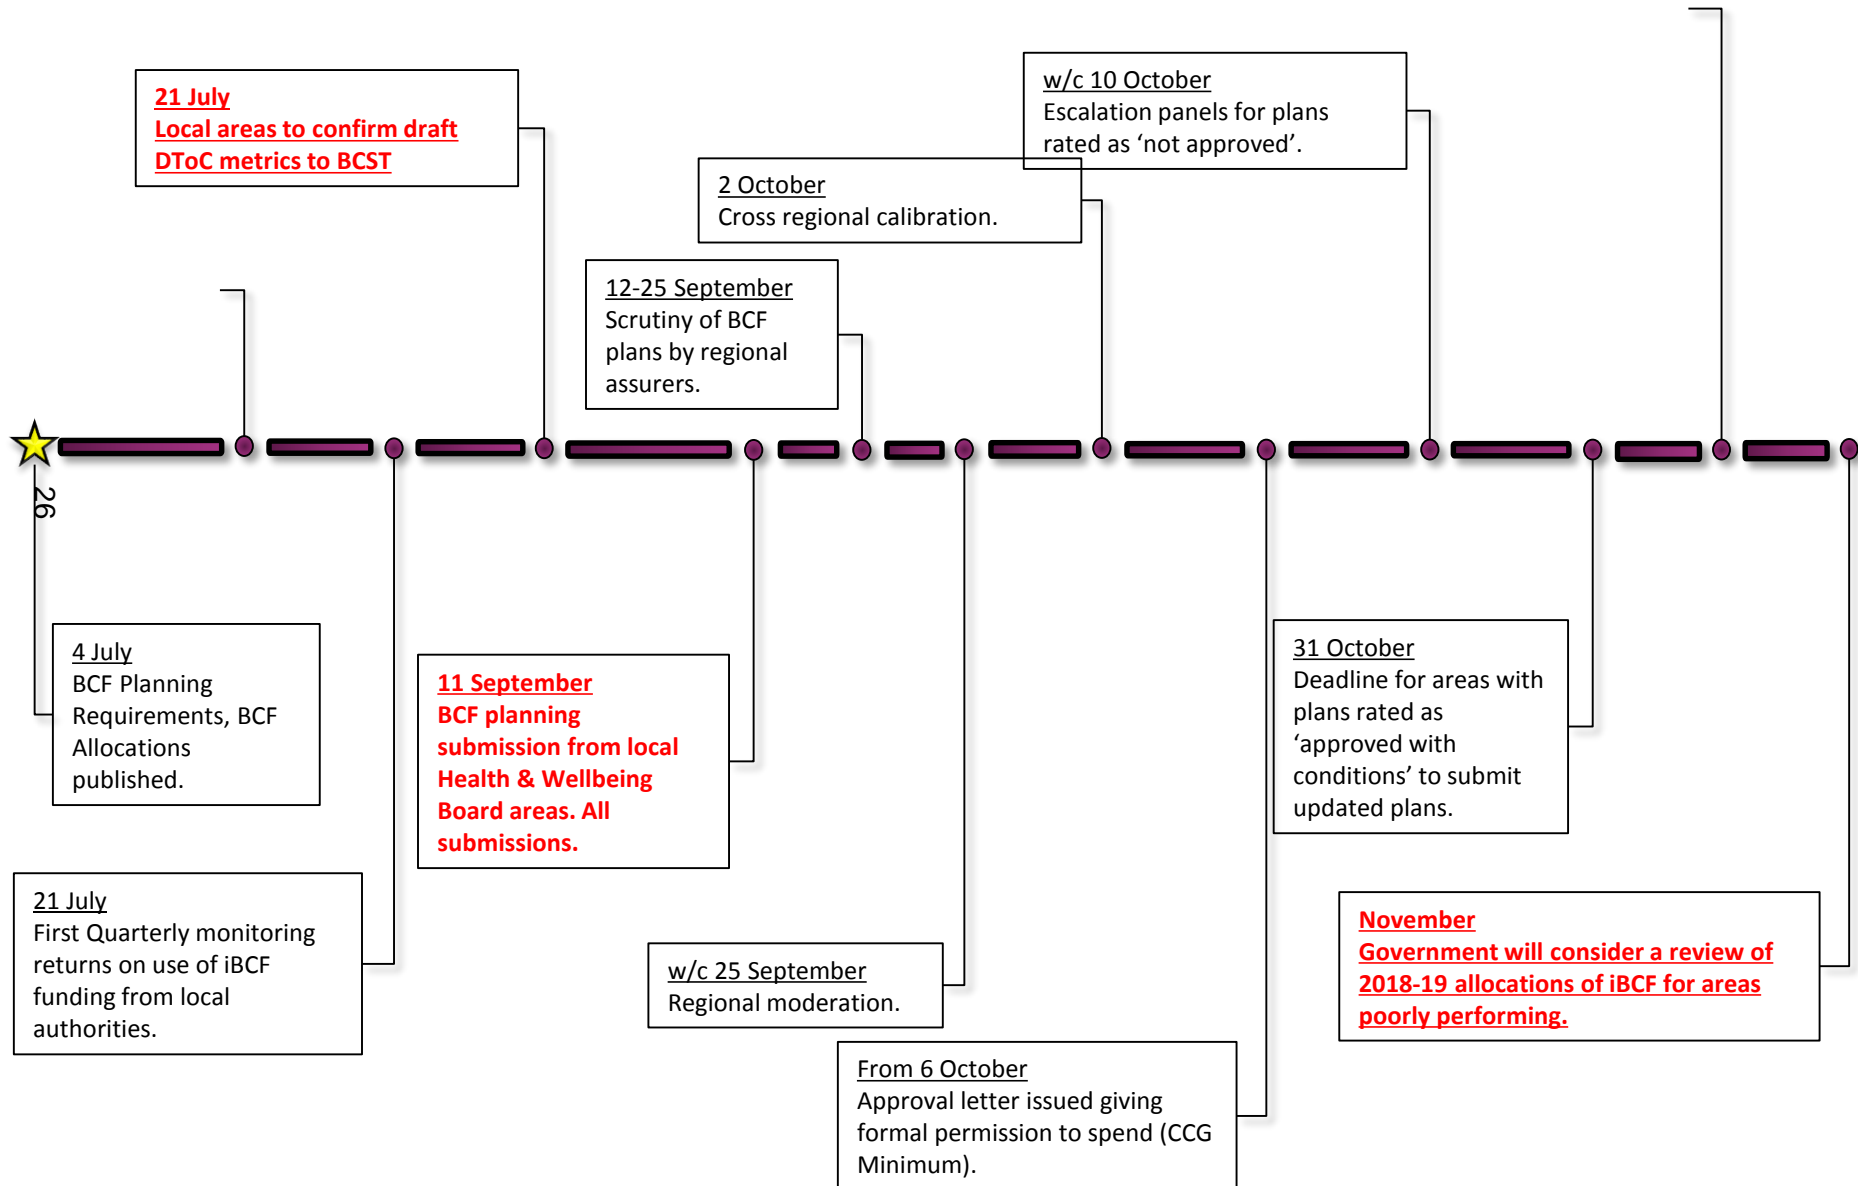 21 July
Local areas to confirm draft
DToC metrics to BCST
w/c 10 October
Escalation panels for plans
rated as ‘not approved’.
2 October
Cross regional calibration.
12-25 September
Scrutiny of BCF
plans by regional
assurers.
26
4 July
BCF Planning
Requirements, BCF
Allocations
published.
11 September
BCF planning
submission from local
Health & Wellbeing
Board areas. All
submissions.
31 October
Deadline for areas with
plans rated as
‘approved with
conditions’ to submit
updated plans.
21 July
First Quarterly monitoring
returns on use of iBCF
funding from local
authorities.
w/c 25 September
Regional moderation.
November
Government will consider a review of
2018-19 allocations of iBCF for areas
poorly performing.
From 6 October
Approval letter issued giving
formal permission to spend (CCG
Minimum).